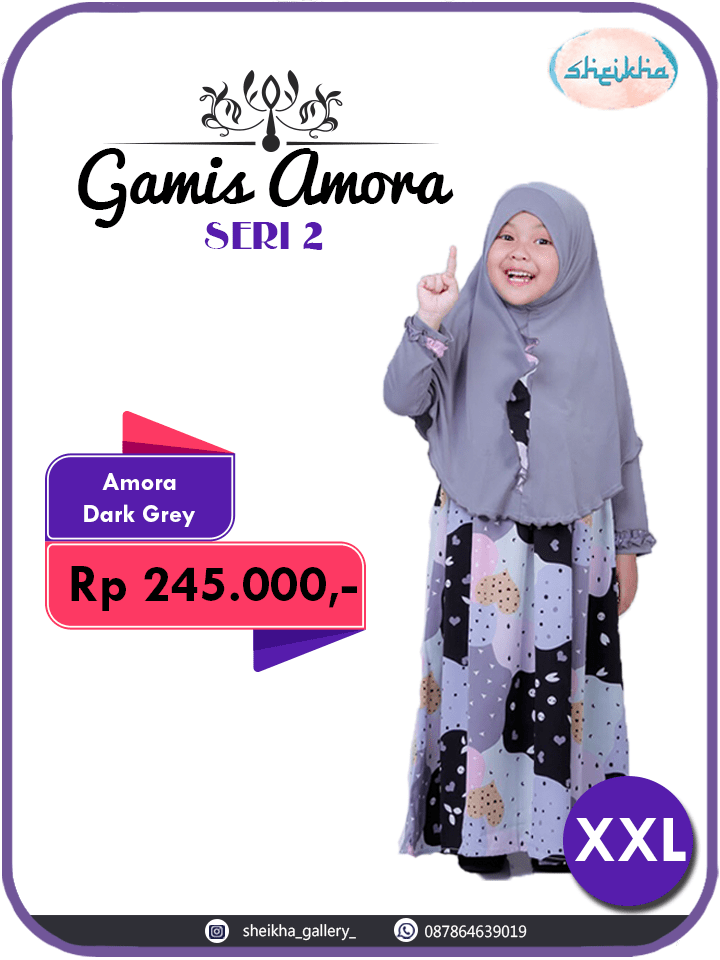 sheikha
Gamis Amora
SERI 2
Amora
Dark Grey
Rp 245.000,-
XXL
sheikha_gallery_ 087864639019